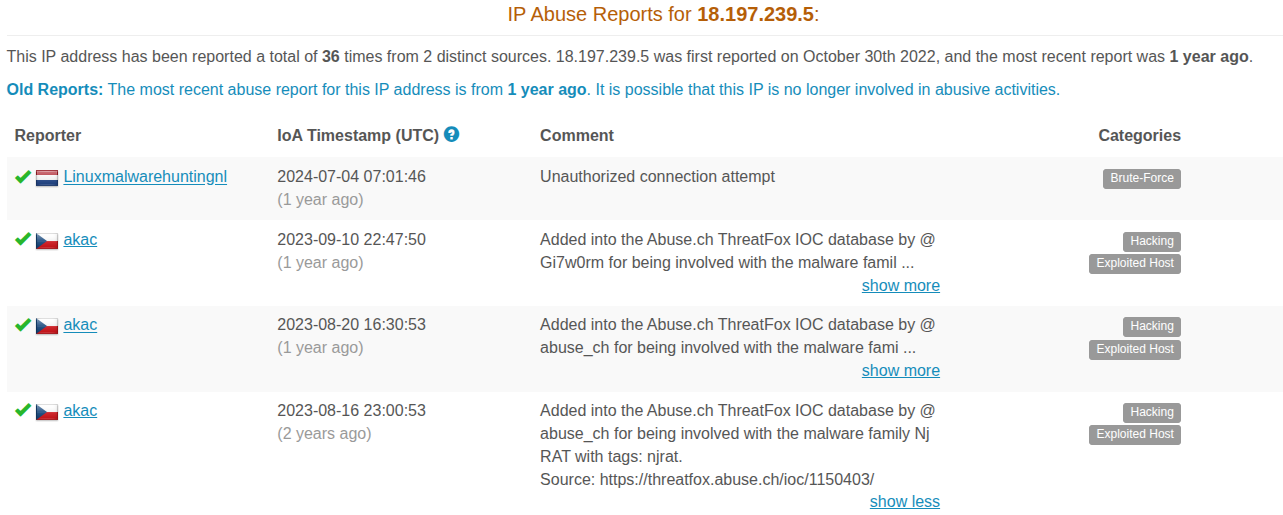 IP Abuse Reports for 18.197.239.5:
This IP address has been reported a total of 36 times from 2 distinct sources. 18.197.239.5 was first reported on October 30th 2022, and the most recent report was 1 year ago.
Old Reports: The most recent abuse report for this IP address is from 1 year ago. It is possible that this IP is no longer involved in abusive activities.
Reporter IoA Timestamp (UTC) ? Comment Categories
Linuxmalwarehuntingnl 2024-07-04 07:01:46 Unauthorized connection attempt Brute-Force
(1 year ago)
akac 2023-09-10 22:47:50 Added into the Abuse.ch ThreatFox IOC database by @ Hacking
(1 year ago) Gi7w0rm for being involved with the malware famil ... Exploited Host
show more
akac 2023-08-20 16:30:53 Added into the Abuse.ch ThreatFox IOC database by @ Hacking
(1 year ago) abuse_ch for being involved with the malware fami ... Exploited Host
show more
akac 2023-08-16 23:00:53 Added into the Abuse.ch ThreatFox IOC database by @ Hacking
(2 years ago) abuse_ch for being involved with the malware family Nj Exploited Host
RAT with tags: njrat.
Source: https://threatfox.abuse.ch/ioc/1150403/
show less